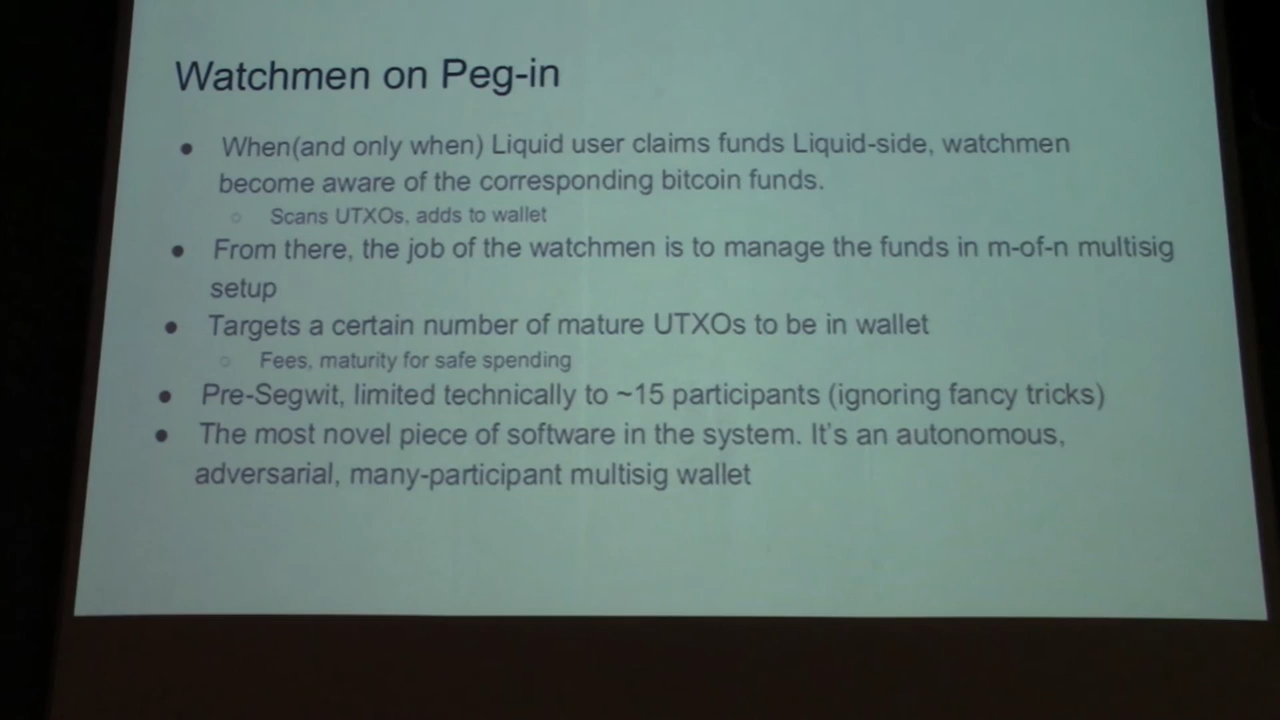 Watchmen on Peg-in
● When(and only when) Liquid user claims funds Liquid-side, watchmen
become aware of the corresponding bitcoin funds.
○ Scans UTXOs, adds to wallet
● From there, the job of the watchmen is to manage the funds in m-of-n multisig
setup
● Targets a certain number of mature UTXOs to be in wallet
○ Fees, maturity for safe spending
● Pre-Segwit, limited technically to ~15 participants (ignoring fancy tricks)
● The most novel piece of software in the system. It's an autonomous,
adversarial, many-participant multisig wallet